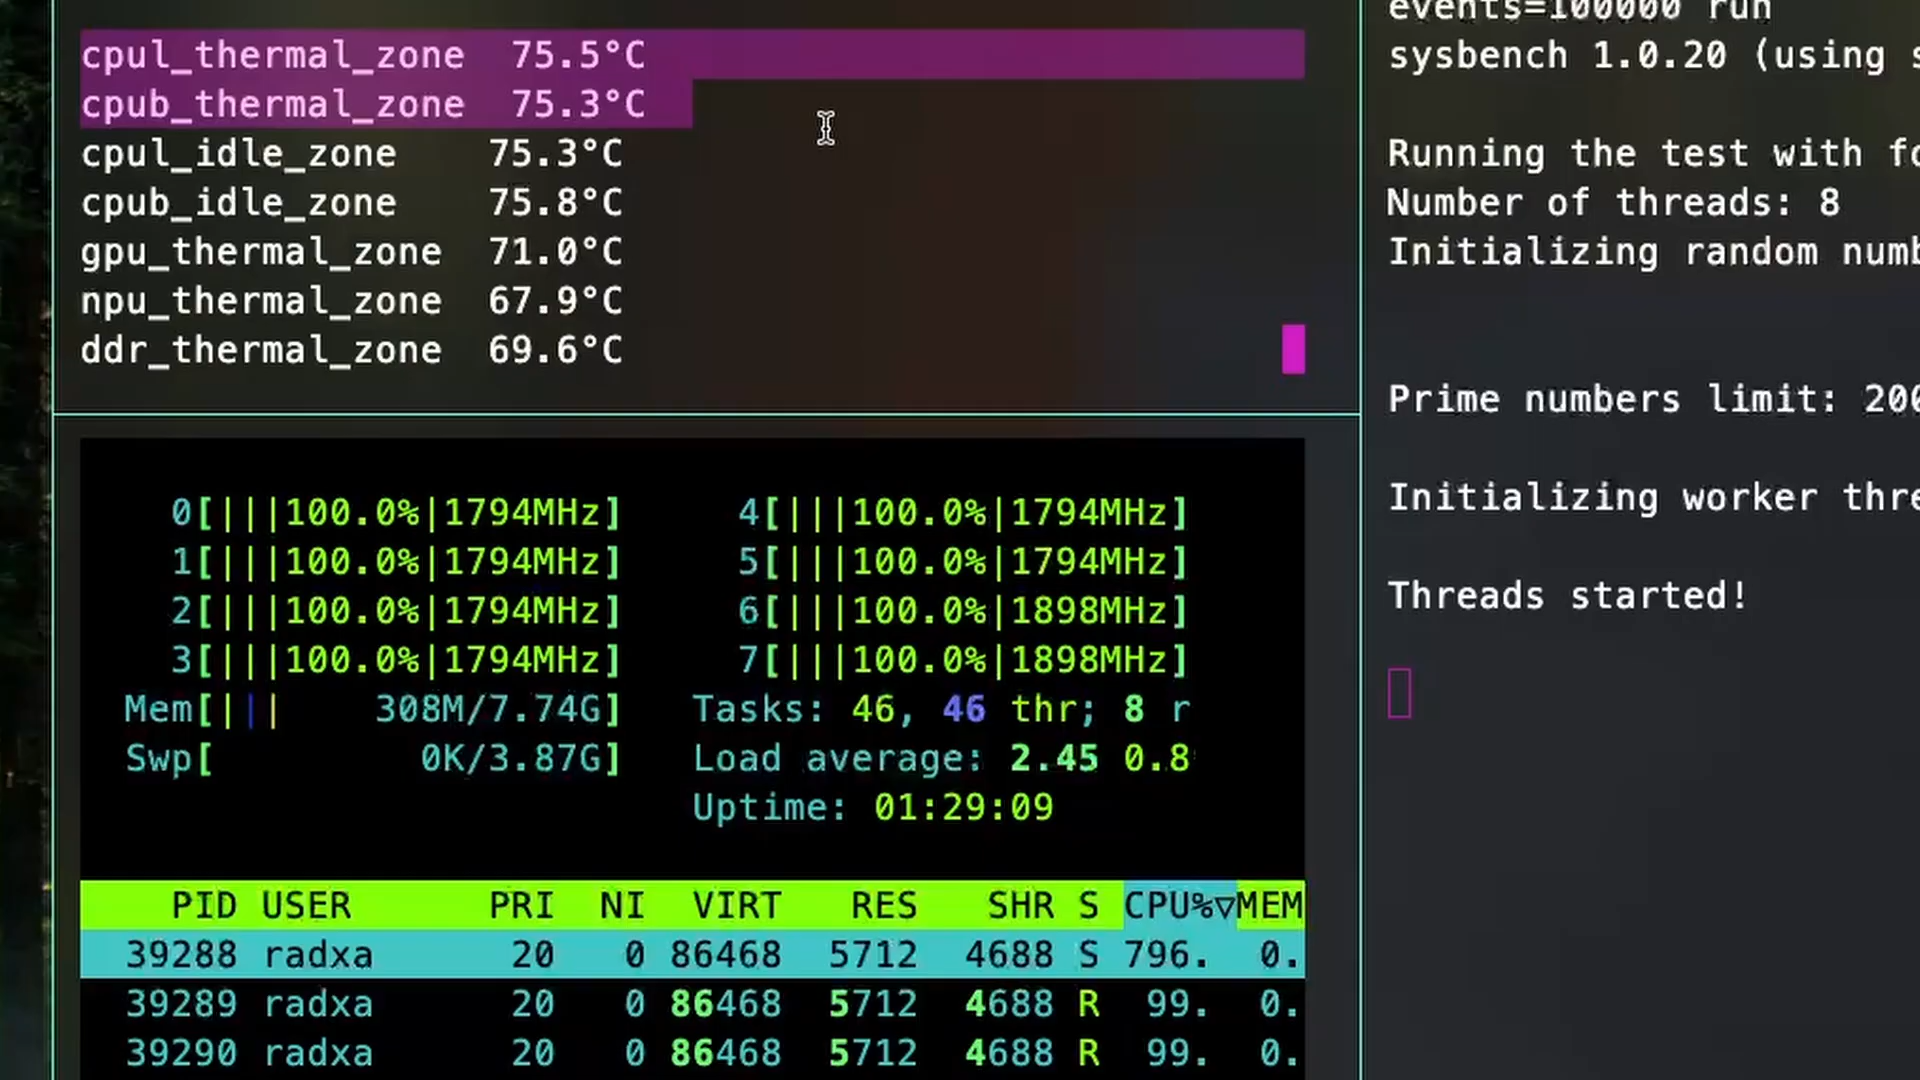 cpul_thermal_zone 75.5°C
cpub_thermal_zone 75.3°C
cpul_idle_zone 75.3°C
cpub_idle_zone 75.8°C
gpu_thermal_zone 71.0°C
npu_thermal_zone 67.9°C
ddr_thermal_zone 69.6°C
0[|||100.0%|1794MHz] 4[|||100.0%|1794MHz]
1[|||100.0%|1794MHz] 5[|||100.0%|1794MHz]
2[|||100.0%|1794MHz] 6[|||100.0%|1898MHz]
3[|||100.0%|1794MHz] 7[|||100.0%|1898MHz]
Mem[||| 308M/7.74G] Tasks: 46, 46 thr; 8 r
Swp[ 0K/3.87G] Load average: 2.45 0.8
Uptime: 01:29:09
PID USER PRI NI VIRT RES SHR S CPU%▽MEM
39288 radxa 20 0 86468 5712 4688 S 796. 0.
39289 radxa 20 0 86468 5712 4688 R 99. 0.
39290 radxa 20 0 86468 5712 4688 R 99. 0.
events=100000 run
sysbench 1.0.20 (using
Running the test with fo
Number of threads: 8
Initializing random numb
Prime numbers limit: 200
Initializing worker thre
Threads started!